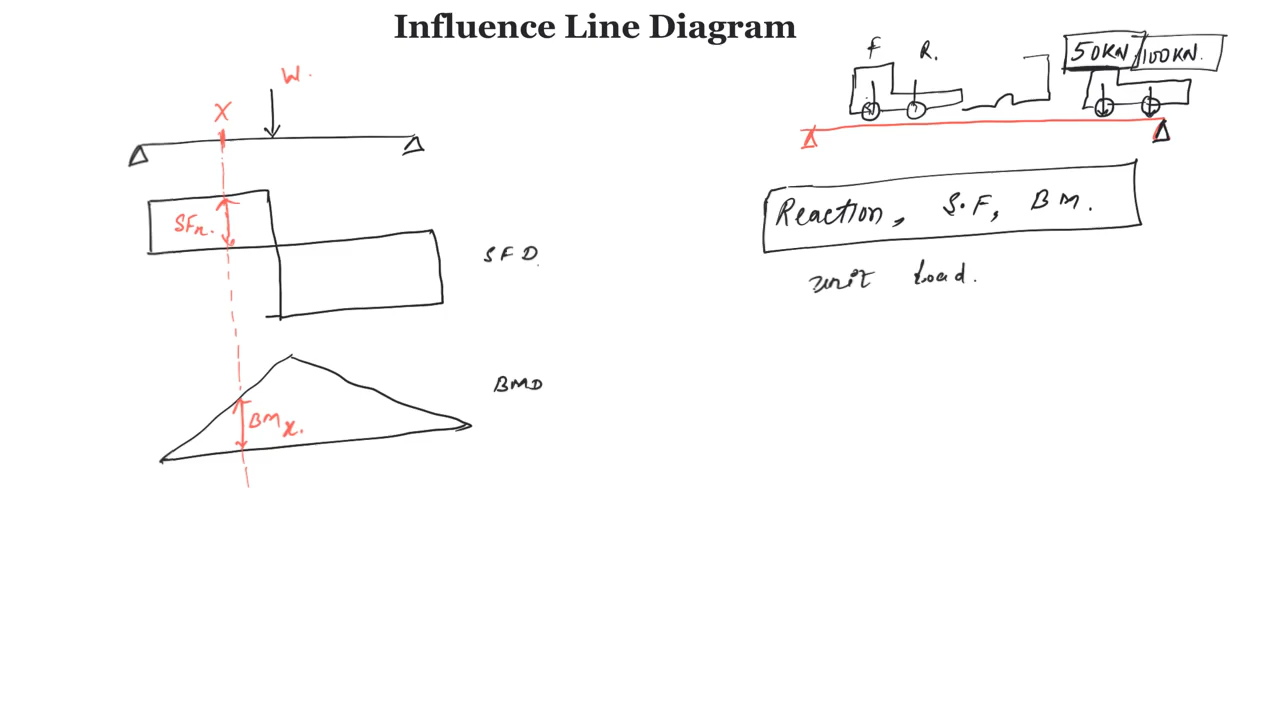 Influence Line Diagram
W.
X
SFx.
SFD.
BMD
BMx.
F R.
50KN 100KN.
Reaction, S.F, BM.
unit load.